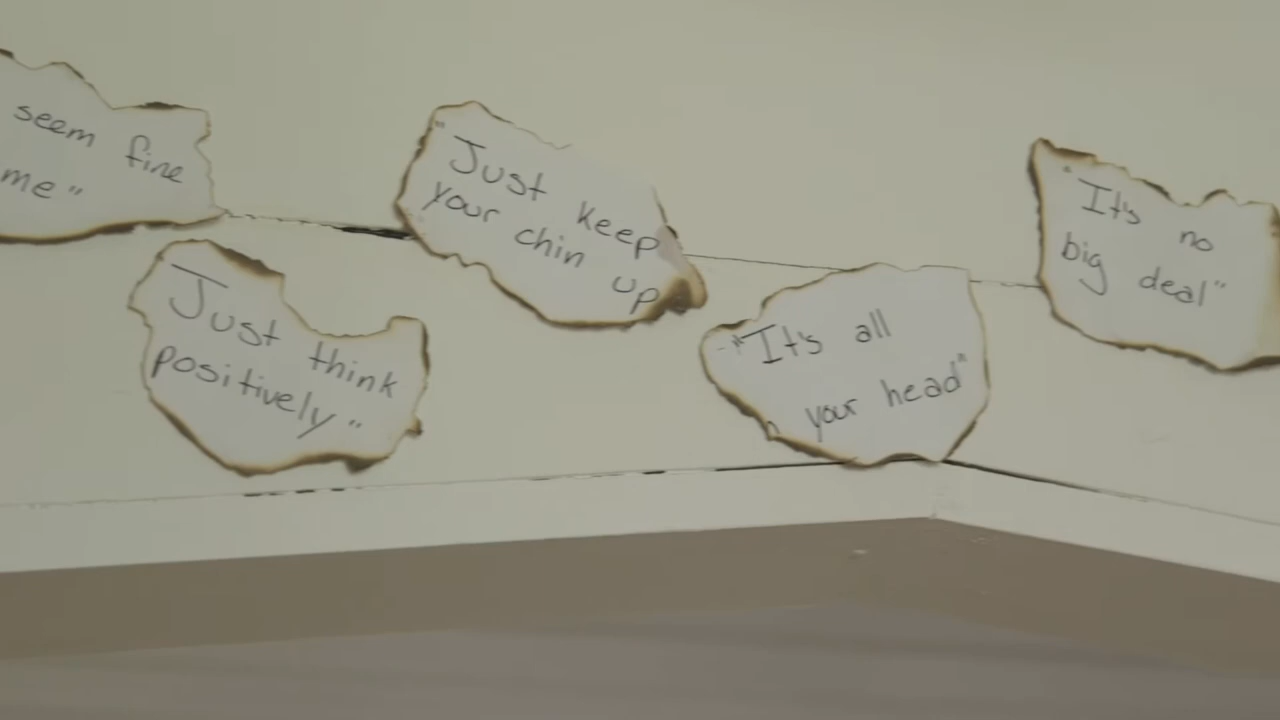 seem fine
me"
"Just keep
your chin
up
Just think
positively"
"It's all
your head"
"It's no
big deal"